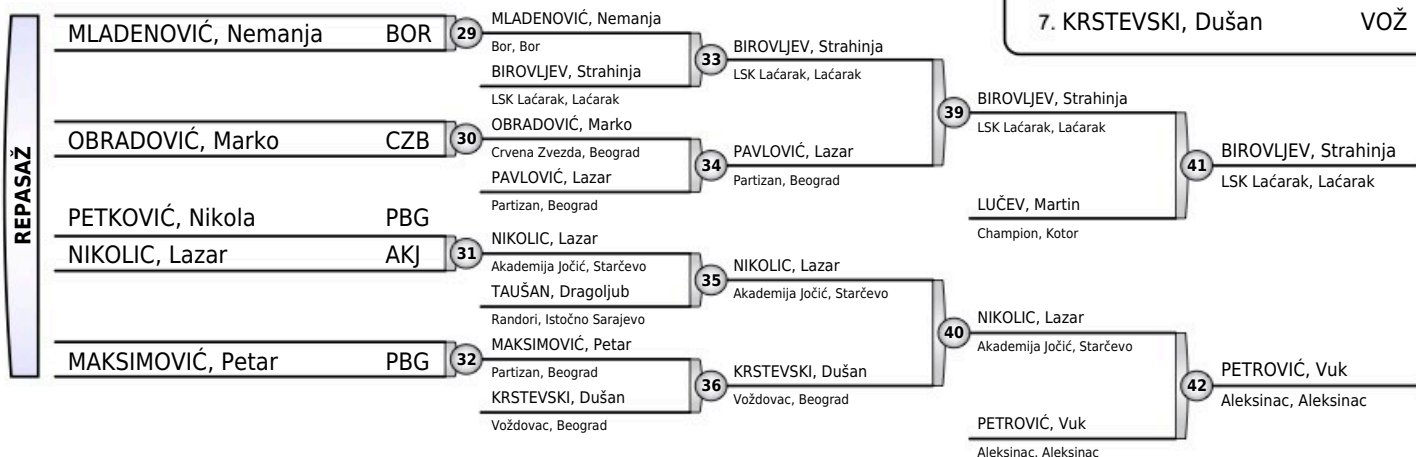 7. KRSTEVSKI, Dušan VOŽ
REPASAŽ
MLADENOVIĆ, Nemanja BOR
OBRADOVIĆ, Marko CZB
PETKOVIĆ, Nikola PBG
NIKOLIC, Lazar AKJ
MAKSIMOVIĆ, Petar PBG
29
MLADENOVIĆ, Nemanja
Bor, Bor
BIROVLJEV, Strahinja
LSK Laćarak, Laćarak
30
OBRADOVIĆ, Marko
Crvena Zvezda, Beograd
PAVLOVIĆ, Lazar
Partizan, Beograd
31
NIKOLIC, Lazar
Akademija Jočić, Starčevo
TAUŠAN, Dragoljub
Randori, Istočno Sarajevo
32
MAKSIMOVIĆ, Petar
Partizan, Beograd
KRSTEVSKI, Dušan
Voždovac, Beograd
33
BIROVLJEV, Strahinja
LSK Laćarak, Laćarak
34
PAVLOVIĆ, Lazar
Partizan, Beograd
35
NIKOLIC, Lazar
Akademija Jočić, Starčevo
36
KRSTEVSKI, Dušan
Voždovac, Beograd
39
BIROVLJEV, Strahinja
LSK Laćarak, Laćarak
LUČEV, Martin
Champion, Kotor
40
NIKOLIC, Lazar
Akademija Jočić, Starčevo
PETROVIĆ, Vuk
Aleksinac, Aleksinac
41
BIROVLJEV, Strahinja
LSK Laćarak, Laćarak
42
PETROVIĆ, Vuk
Aleksinac, Aleksinac